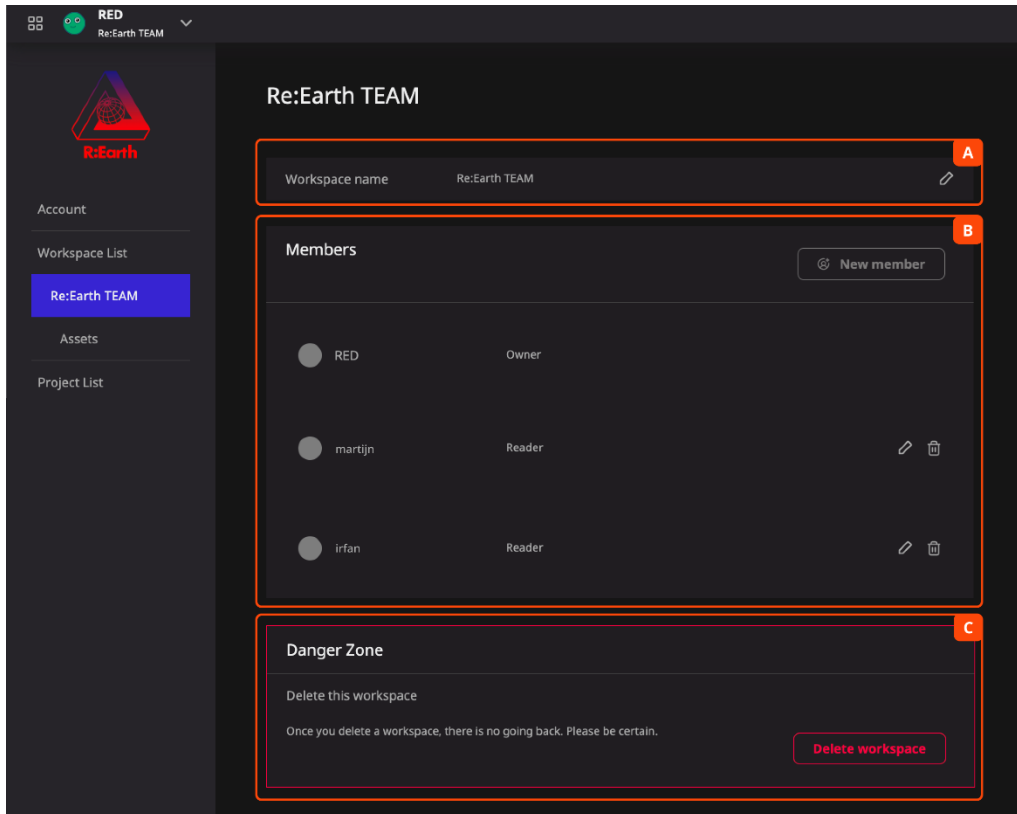 RED
Re:Earth TEAM
R:Earth
Account
Workspace List
Re:Earth TEAM
Assets
Project List
Re:Earth TEAM
A
Workspace name Re:Earth TEAM
B
Members
New member
RED Owner
martijn Reader
irfan Reader
C
Danger Zone
Delete this workspace
Once you delete a workspace, there is no going back. Please be certain.
Delete workspace